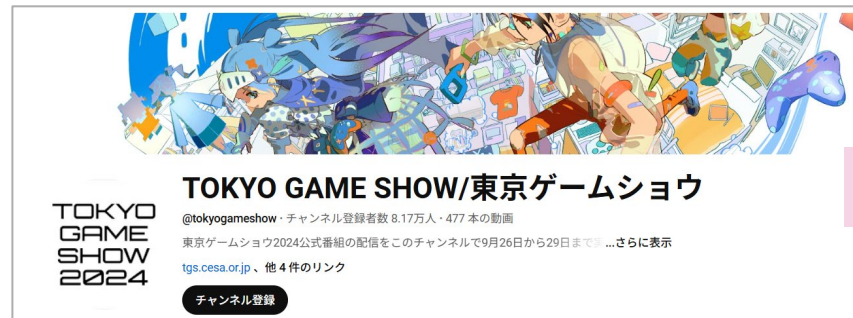 TOKYO GAME SHOW/東京ゲームショウ
TOKYO
GAME
SHOW
2024
@tokyogameshow・チャンネル登録者数 8.17万人・477 本の動画
東京ゲームショウ2024公式番組の配信をこのチャンネルで9月26日から29日まで ...さらに表示
tgs.cesa.or.jp 、他 4 件のリンク
チャンネル登録